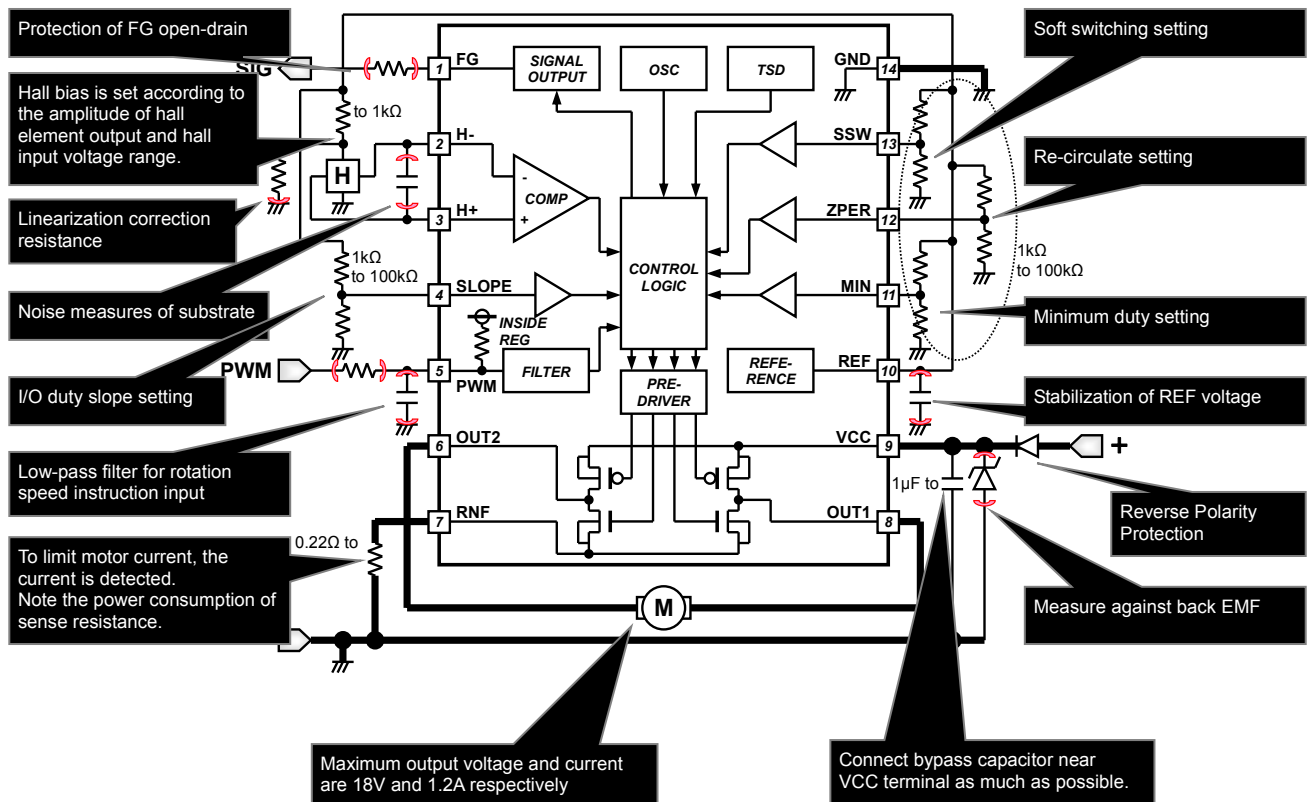 Protection of FG open-drain
SIG
Hall bias is set according to
the amplitude of hall
element output and hall
input voltage range.
to 1kΩ
H
Linearization correction
resistance
1kΩ
to 100kΩ
Noise measures of substrate
I/O duty slope setting
PWM
Low-pass filter for rotation
speed instruction input
0.22Ω to
To limit motor current, the
current is detected.
Note the power consumption of
sense resistance.
1 FG
2 H-
3 H+
4 SLOPE
5 PWM
6 OUT2
7 RNF
SIGNAL
OUTPUT
OSC
TSD
-
COMP
+
CONTROL
LOGIC
INSIDE
REG
FILTER
REFE-
RENCE
PRE-
DRIVER
GND 14
SSW 13
ZPER 12
MIN 11
REF 10
VCC 9
OUT1 8
M
Soft switching setting
Re-circulate setting
1kΩ
to 100kΩ
Minimum duty setting
Stabilization of REF voltage
+
1µF to
Reverse Polarity
Protection
Measure against back EMF
Maximum output voltage and current
are 18V and 1.2A respectively
Connect bypass capacitor near
VCC terminal as much as possible.